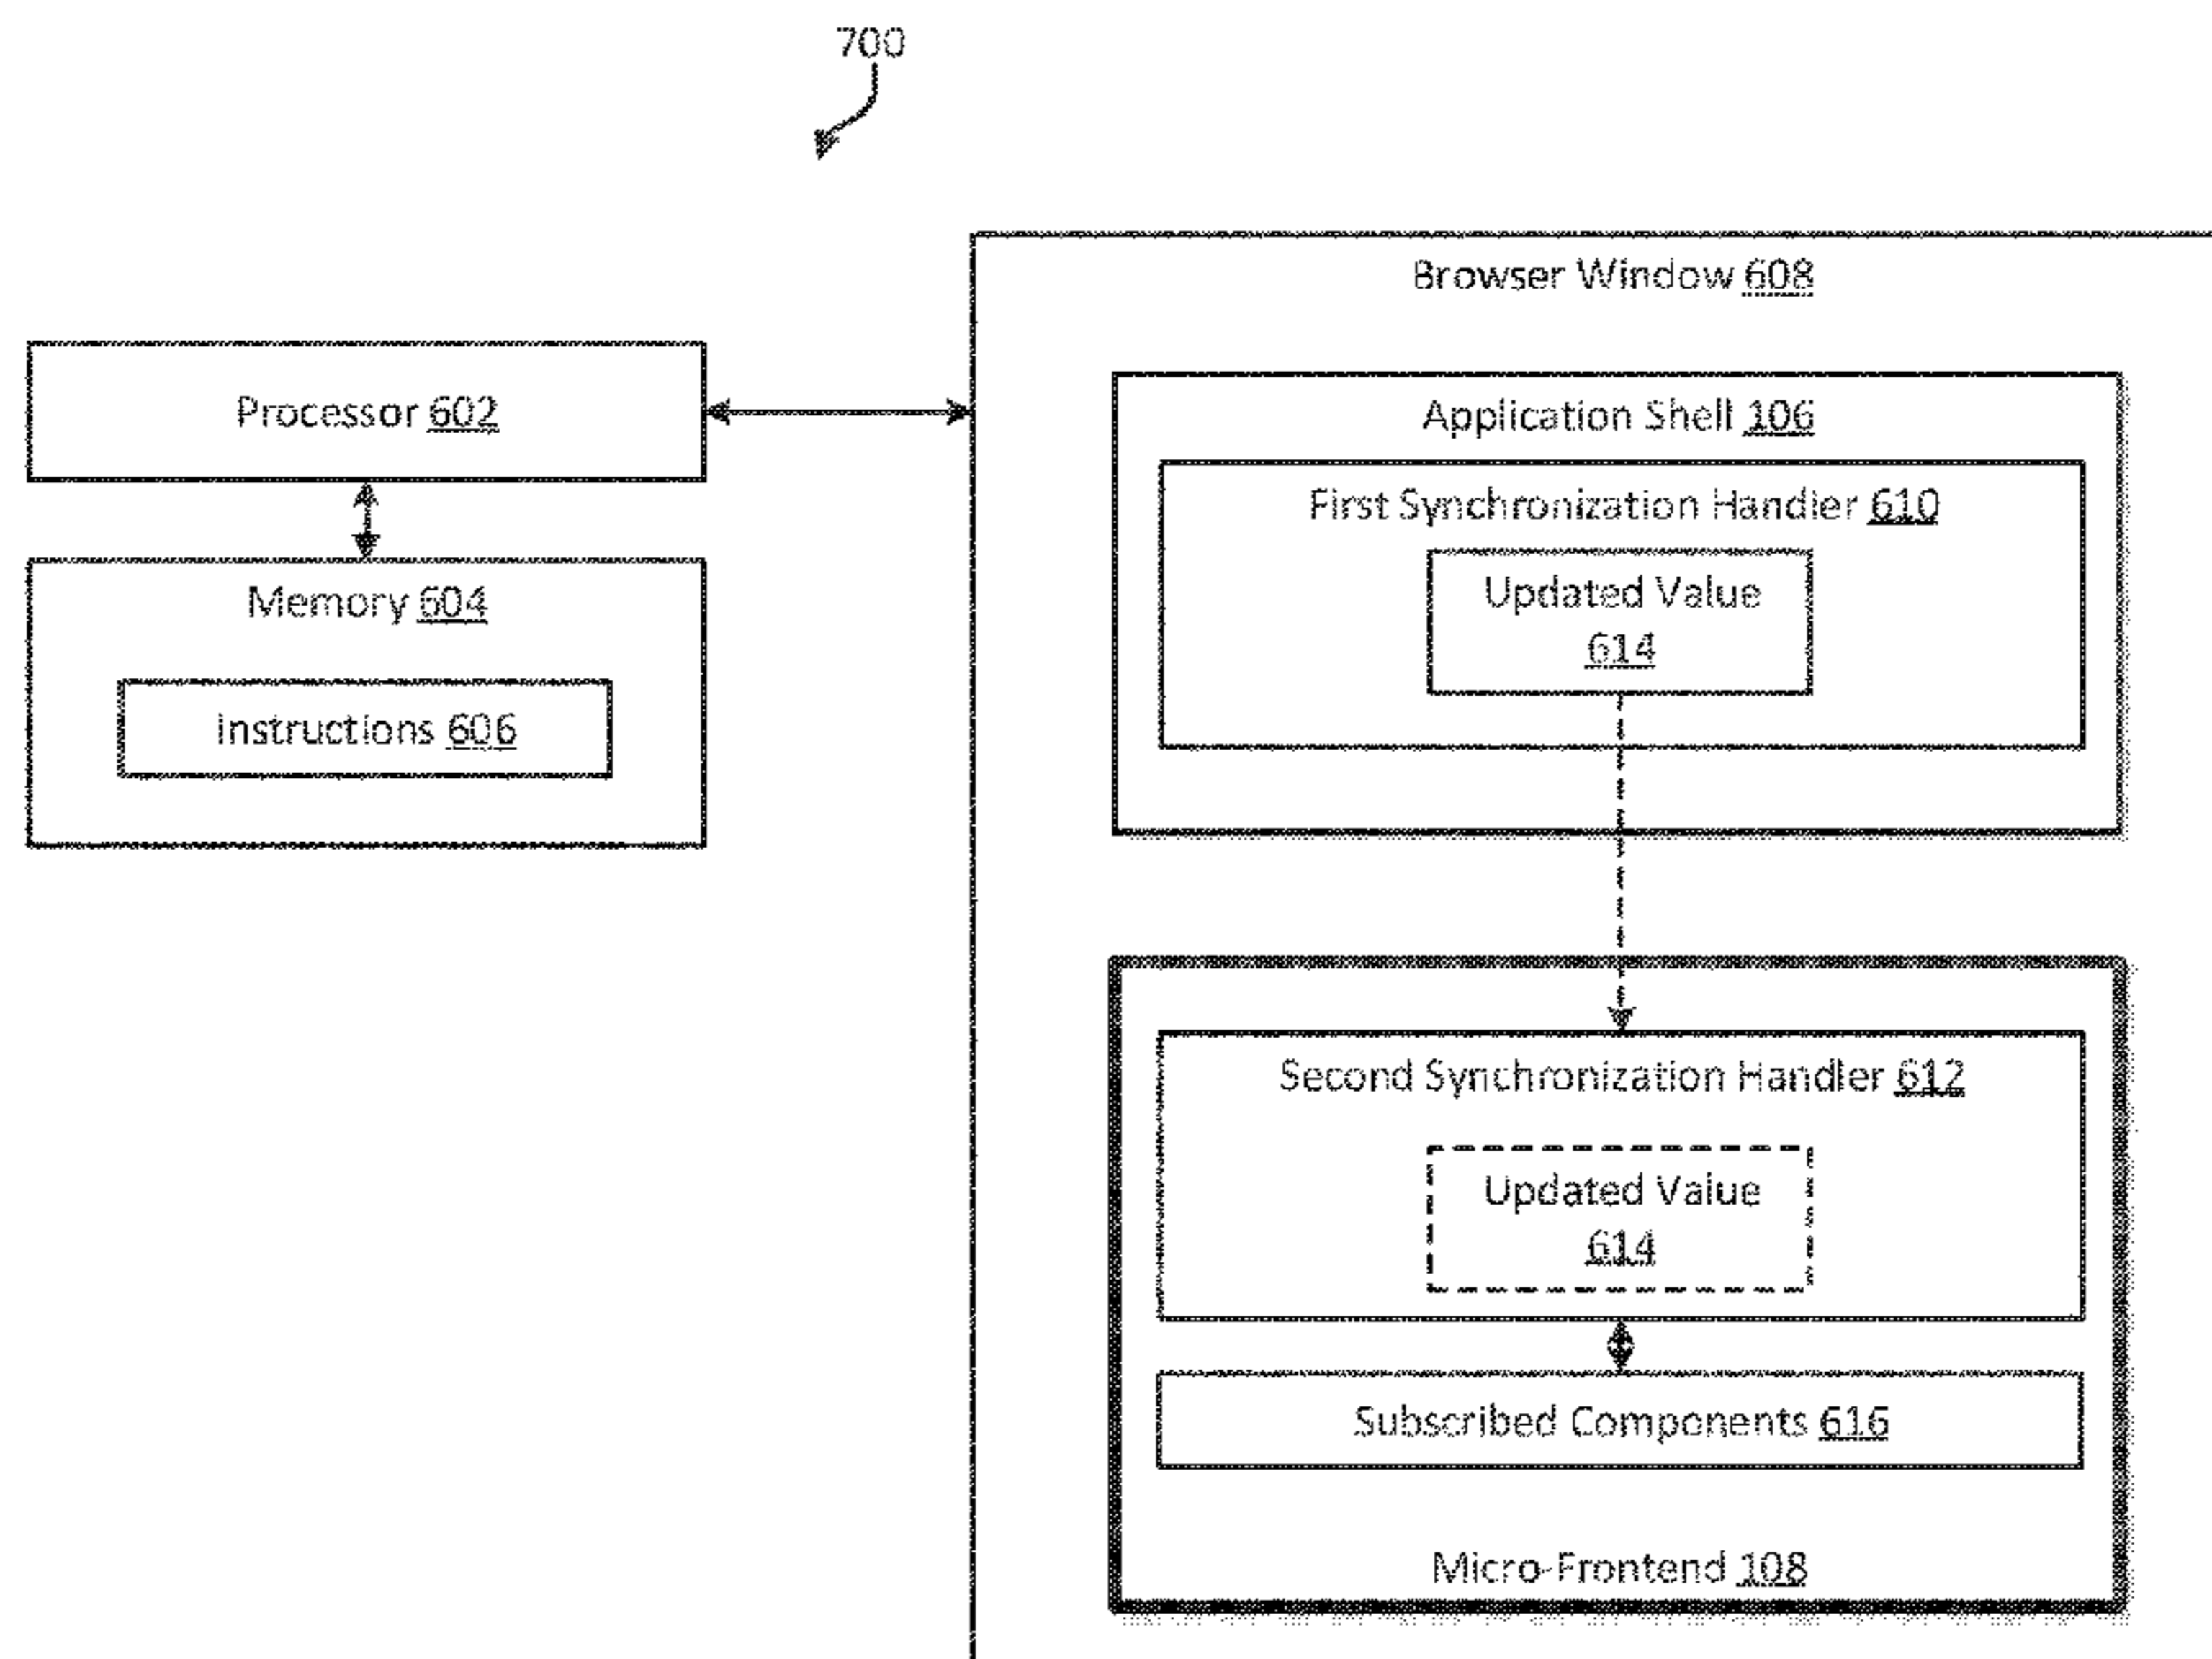 700
Browser Window 608
Processor 602
Application Shell 106
First Synchronization Handler 610
Updated Value
614
Memory 604
Instructions 606
Second Synchronization Handler 612
Updated Value
614
Subscribed Components 616
Micro-Frontend 108